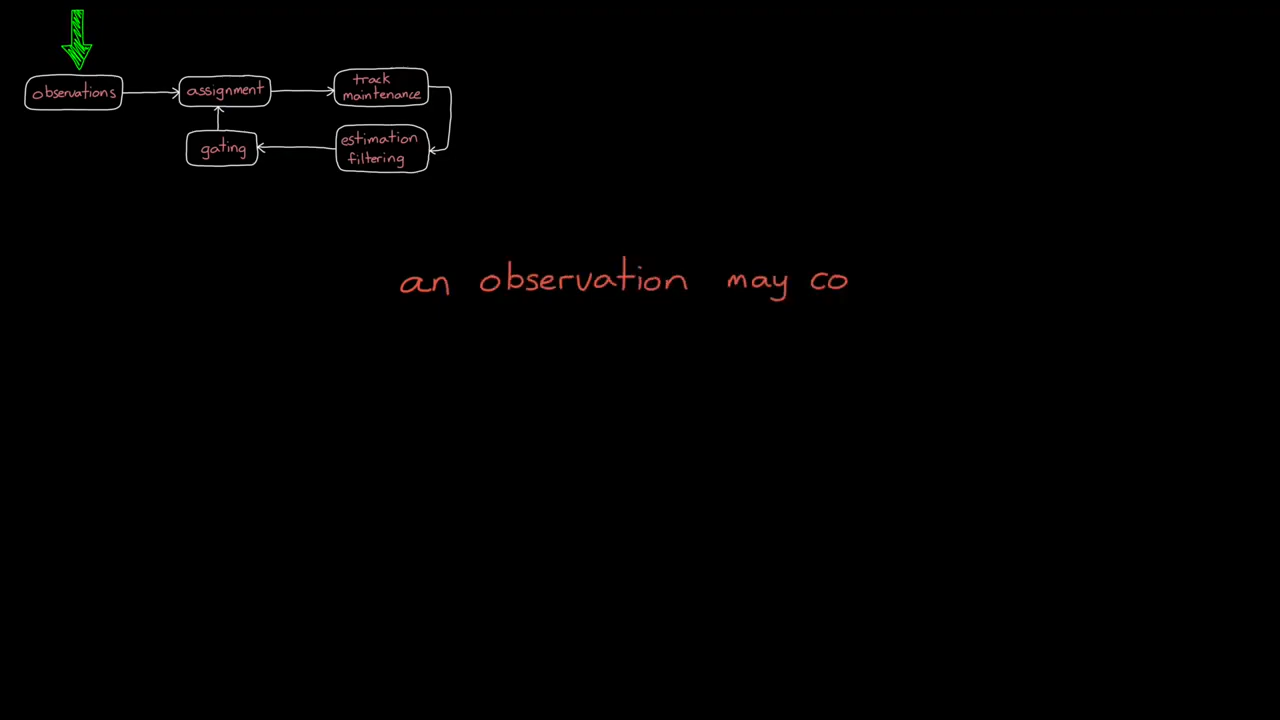 observations
assignment
track
maintenance
gating
estimation
filtering
an observation may co